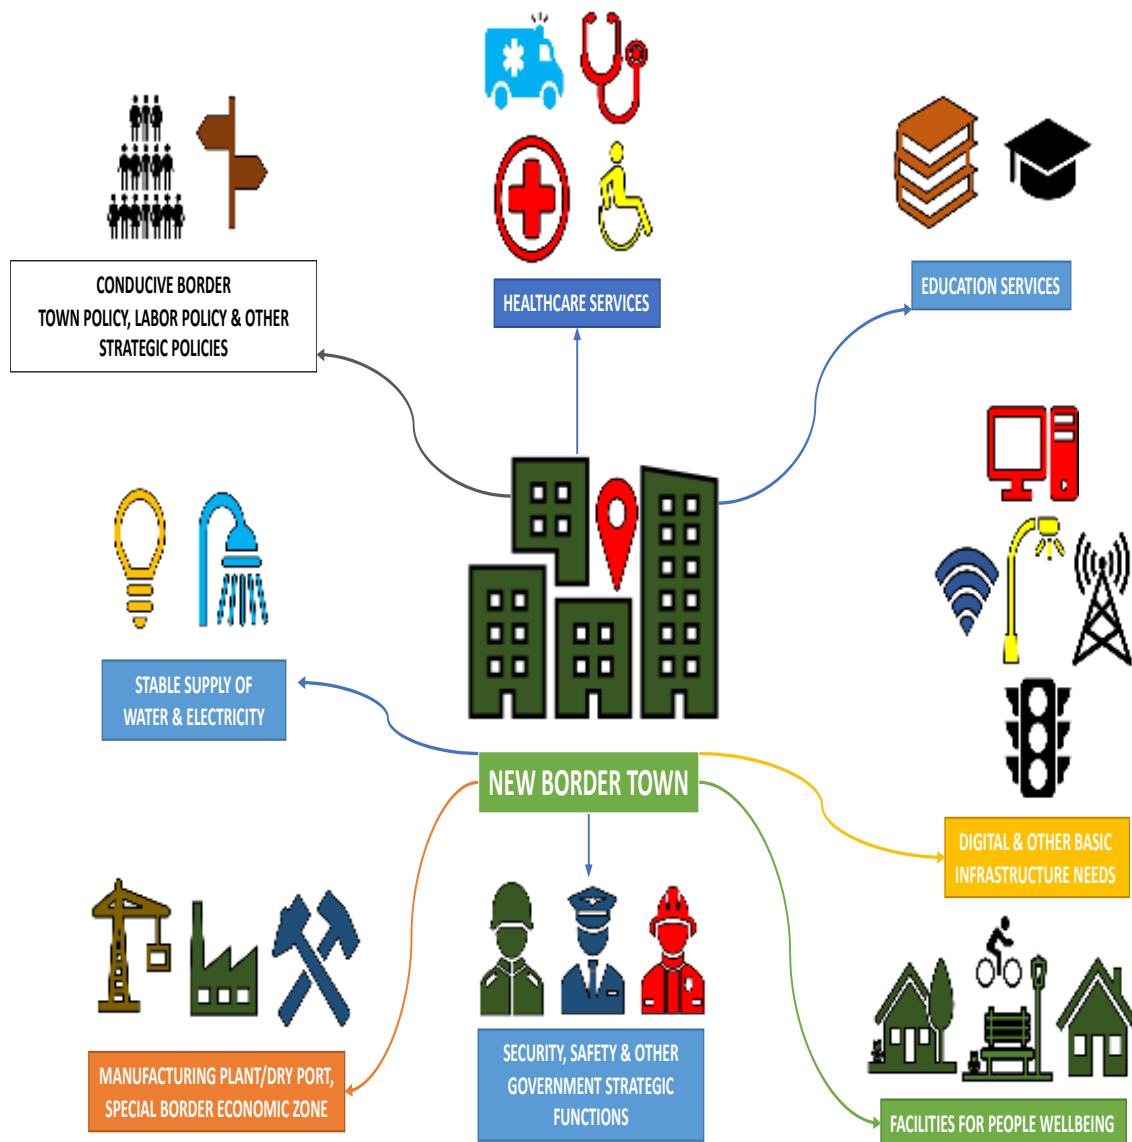 HEALTHCARE SERVICES
EDUCATION SERVICES
CONDUCIVE BORDER
TOWN POLICY, LABOR POLICY & OTHER
STRATEGIC POLICIES
STABLE SUPPLY OF
WATER & ELECTRICITY
NEW BORDER TOWN
DIGITAL & OTHER BASIC
INFRASTRUCTURE NEEDS
MANUFACTURING PLANT/DRY PORT,
SPECIAL BORDER ECONOMIC ZONE
SECURITY, SAFETY & OTHER
GOVERNMENT STRATEGIC
FUNCTIONS
FACILITIES FOR PEOPLE WELLBEING